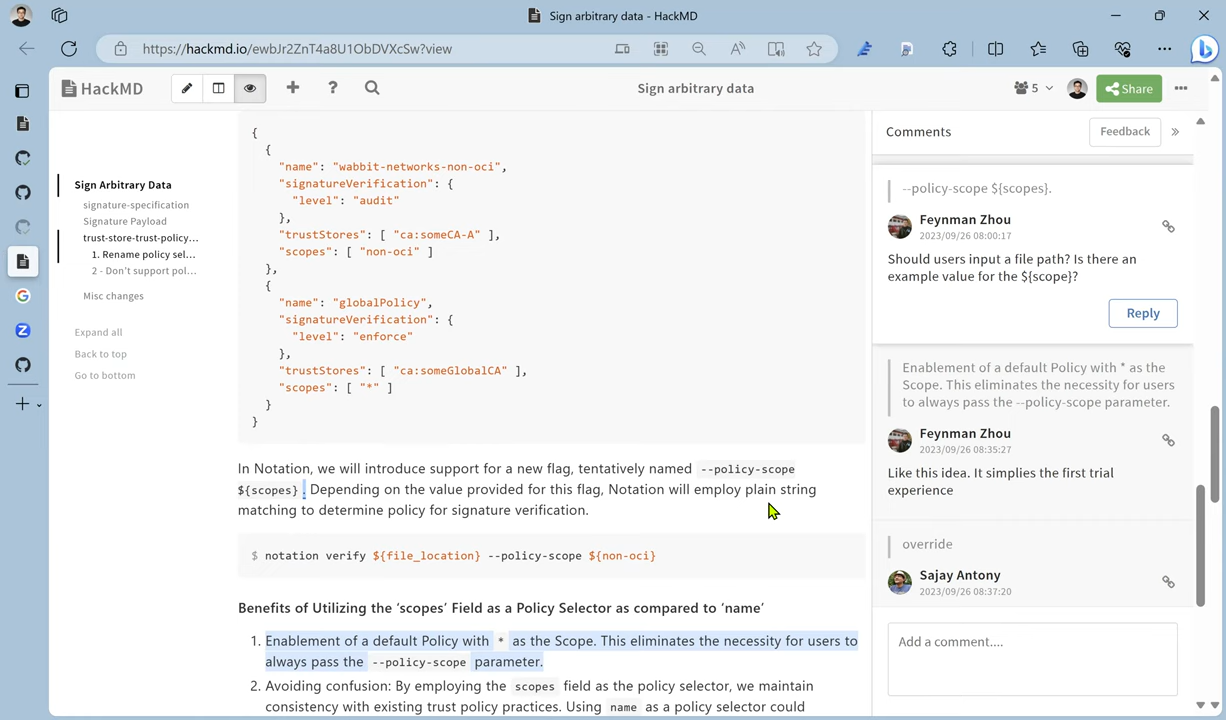 Sign arbitrary data - HackMD
https://hackmd.io/ewbJr2ZnT4a8U1ObDVXcSw?view
HackMD
Sign arbitrary data
5
Share
Sign Arbitrary Data
signature-specification
Signature Payload
trust-store-trust-policy...
1. Rename policy sel...
2 - Don't support pol...
Misc changes
Expand all
Back to top
Go to bottom
{
{
"name": "wabbit-networks-non-oci",
"signatureVerification": {
"level": "audit"
},
"trustStores": [ "ca:someCA-A" ],
"scopes": [ "non-oci" ]
},
{
"name": "globalPolicy",
"signatureVerification": {
"level": "enforce"
},
"trustStores": [ "ca:someGlobalCA" ],
"scopes": [ "*" ]
}
}
In Notation, we will introduce support for a new flag, tentatively named --policy-scope
${scopes} . Depending on the value provided for this flag, Notation will employ plain string
matching to determine policy for signature verification.
$ notation verify ${file_location} --policy-scope ${non-oci}
Benefits of Utilizing the 'scopes' Field as a Policy Selector as compared to 'name'
1. Enablement of a default Policy with * as the Scope. This eliminates the necessity for users to
always pass the --policy-scope parameter.
2. Avoiding confusion: By employing the scopes field as the policy selector, we maintain
consistency with existing trust policy practices. Using name as a policy selector could
Comments
Feedback
--policy-scope ${scopes}.
Feynman Zhou
2023/09/26 08:00:17
Should users input a file path? Is there an
example value for the ${scope}?
Reply
Enablement of a default Policy with * as the
Scope. This eliminates the necessity for users
to always pass the --policy-scope parameter.
Feynman Zhou
2023/09/26 08:35:27
Like this idea. It simplies the first trial
experience
override
Sajay Antony
2023/09/26 08:37:20
Add a comment....